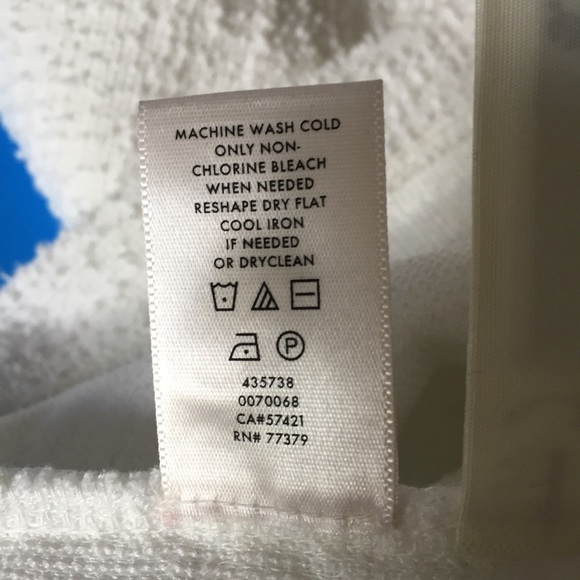 MACHINE WASH COLD
ONLY NON-
CHLORINE BLEACH
WHEN NEEDED
RESHAPE DRY FLAT
COOL IRON
IF NEEDED
OR DRYCLEAN
P
435738
0070068
CA#57421
RN# 77379